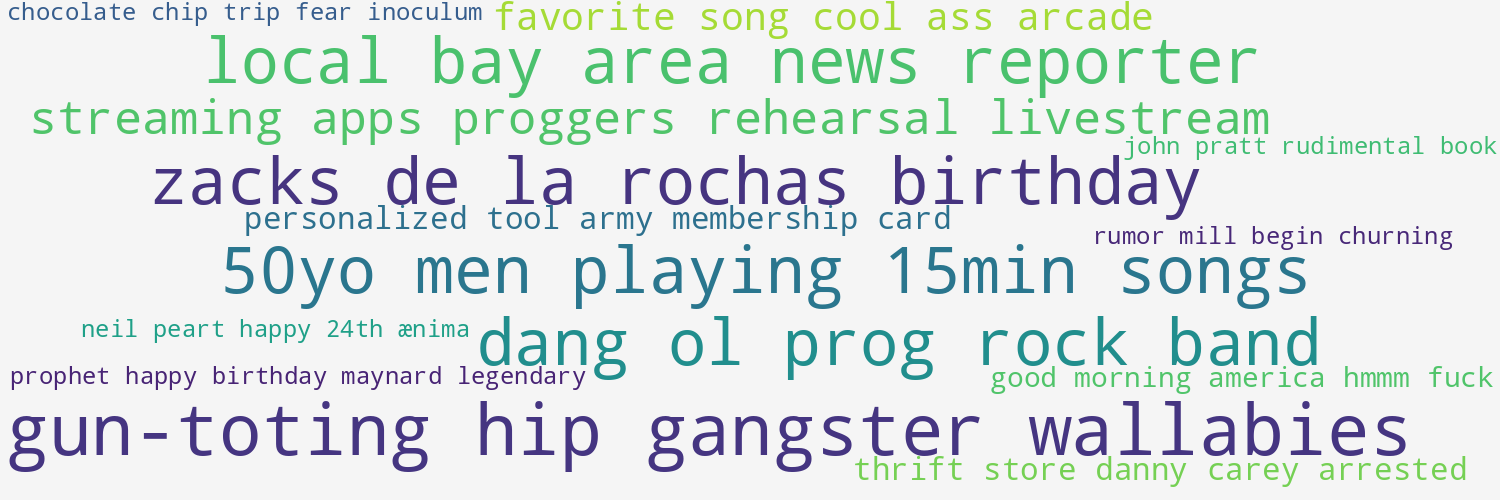 chocolate chip trip fear inoculum
favorite song cool ass arcade
local bay area news reporter
streaming apps proggers rehearsal livestream
john pratt rudimental book
zacks de la rochas birthday
personalized tool army membership card
rumor mill begin churning
50yo men playing 15min songs
neil peart happy 24th ænima
dang ol prog rock band
prophet happy birthday maynard legendary
good morning america hmmm fuck
gun-toting hip gangster wallabies
thrift store danny carey arrested